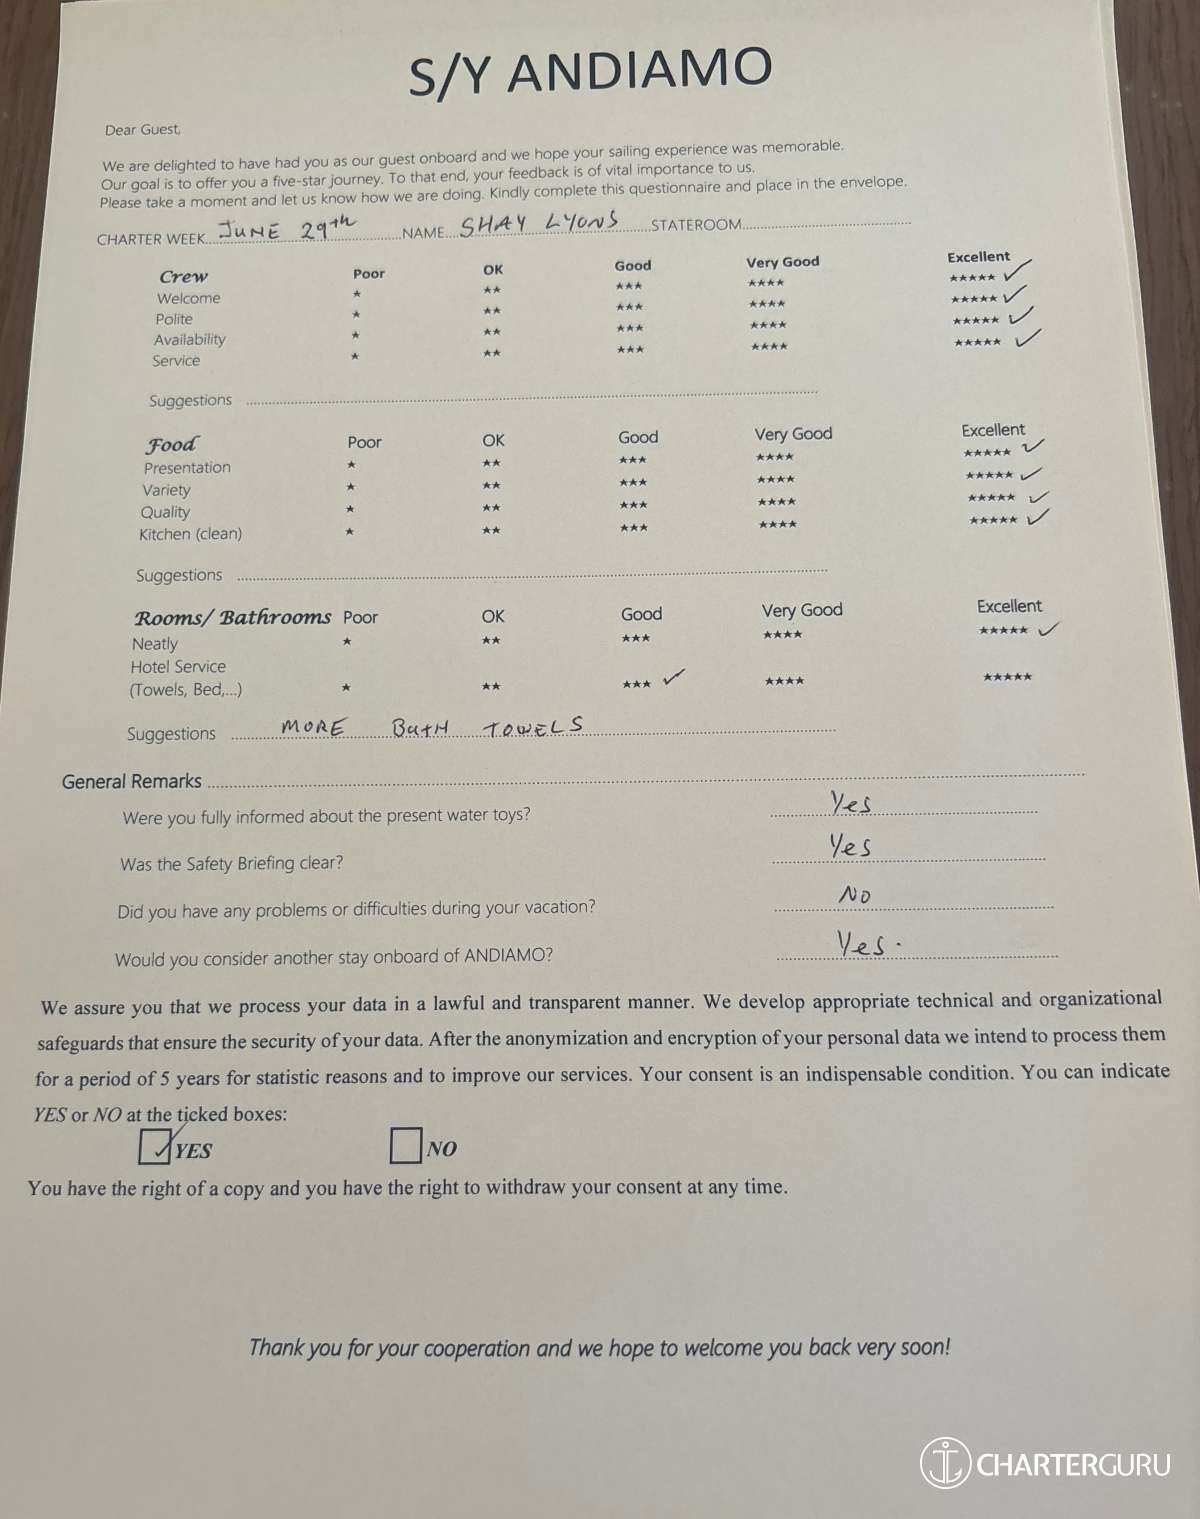 S/Y ANDIAMO
Dear Guest,
We are delighted to have had you as our guest onboard and we hope your sailing experience was memorable.
Our goal is to offer you a five-star journey. To that end, your feedback is of vital importance to us.
Please take a moment and let us know how we are doing. Kindly complete this questionnaire and place in the envelope.
CHARTER WEEK JUNE 29th NAME SHAY LYONS STATEROOM
Crew Poor OK Good Very Good Excellent
Welcome ★ ★★ ★★★ ★★★★ ★★★★★ ✓
Polite ★ ★★ ★★★ ★★★★ ★★★★★ ✓
Availability ★ ★★ ★★★ ★★★★ ★★★★★ ✓
Service ★ ★★ ★★★ ★★★★ ★★★★★ ✓
Suggestions
Food Poor OK Good Very Good Excellent
Presentation ★ ★★ ★★★ ★★★★ ★★★★★ ✓
Variety ★ ★★ ★★★ ★★★★ ★★★★★ ✓
Quality ★ ★★ ★★★ ★★★★ ★★★★★ ✓
Kitchen (clean) ★ ★★ ★★★ ★★★★ ★★★★★ ✓
Suggestions
Rooms/ Bathrooms Poor OK Good Very Good Excellent
Neatly ★ ★★ ★★★ ★★★★ ★★★★★ ✓
Hotel Service
(Towels, Bed,...) ★ ★★ ★★★ ✓ ★★★★ ★★★★★
Suggestions MORE BATH TOWELS
General Remarks
Were you fully informed about the present water toys? Yes
Was the Safety Briefing clear? Yes
Did you have any problems or difficulties during your vacation? NO
Would you consider another stay onboard of ANDIAMO? Yes.
We assure you that we process your data in a lawful and transparent manner. We develop appropriate technical and organizational
safeguards that ensure the security of your data. After the anonymization and encryption of your personal data we intend to process them
for a period of 5 years for statistic reasons and to improve our services. Your consent is an indispensable condition. You can indicate
YES or NO at the ticked boxes:
✓ YES NO
You have the right of a copy and you have the right to withdraw your consent at any time.
Thank you for your cooperation and we hope to welcome you back very soon!
CHARTERGURU